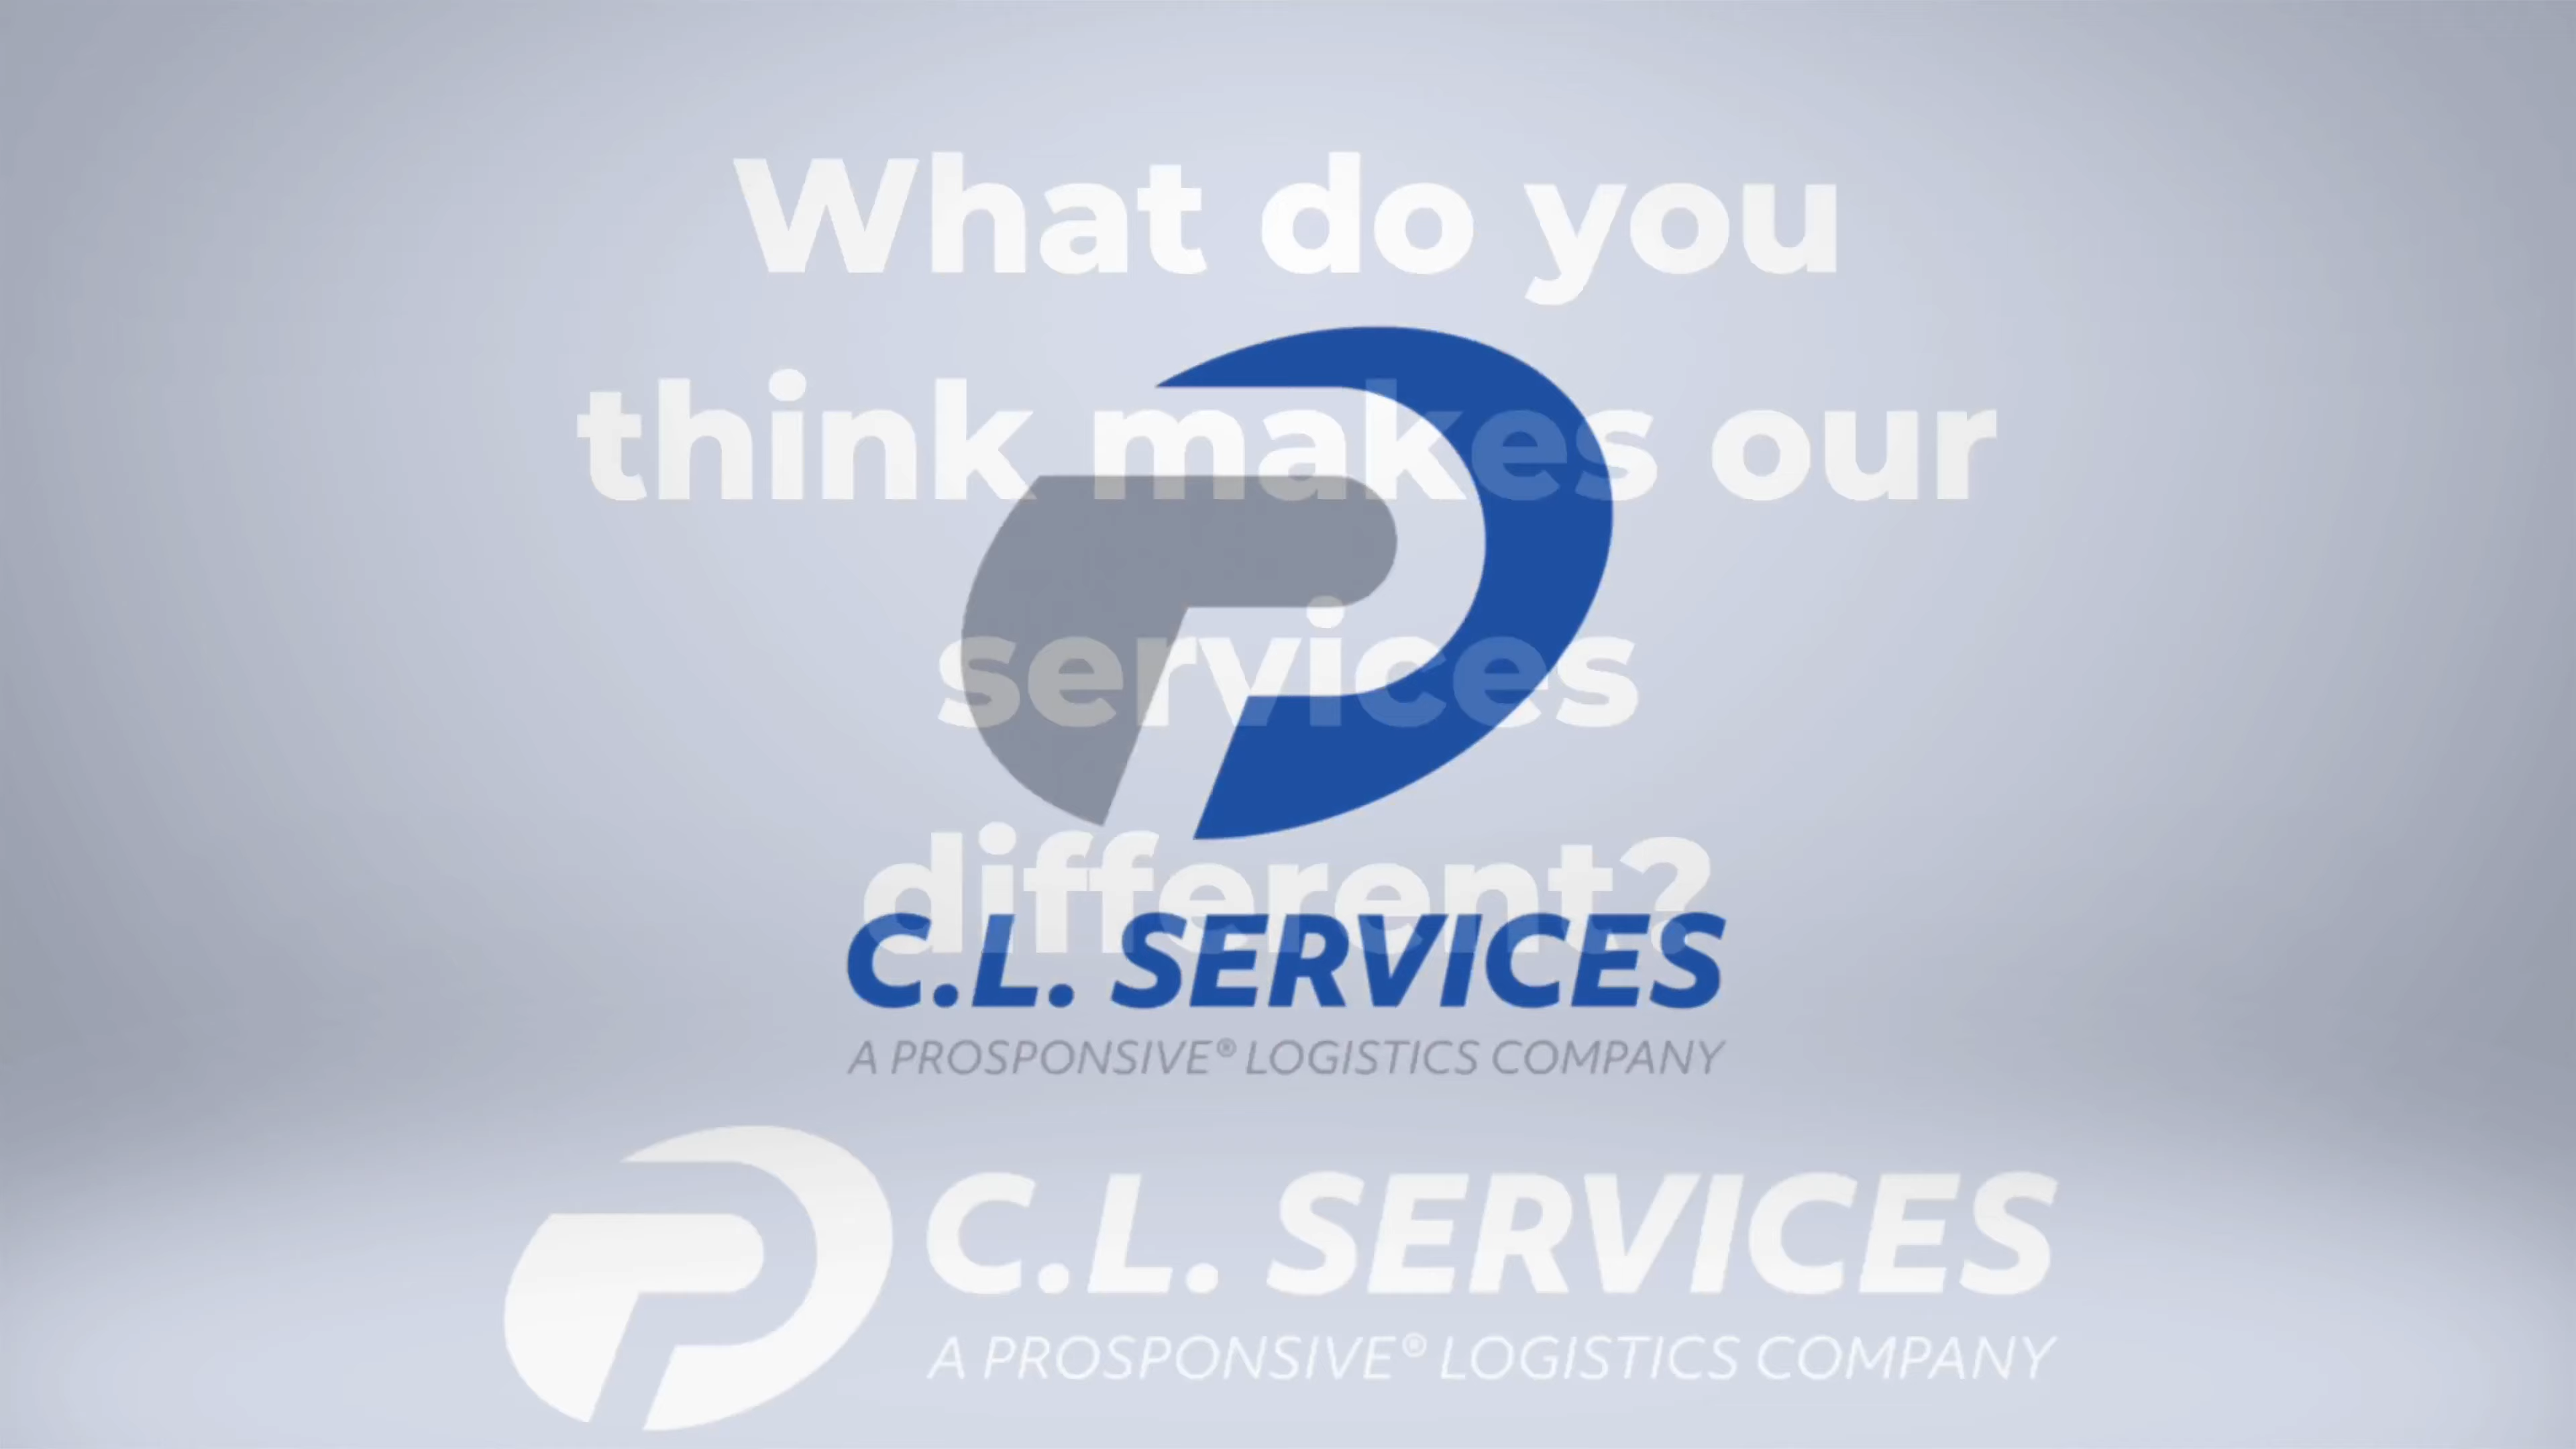 What do you
think makes our
services
different?
C.L. SERVICES
A PROSPONSIVE® LOGISTICS COMPANY
C.L. SERVICES
A PROSPONSIVE® LOGISTICS COMPANY